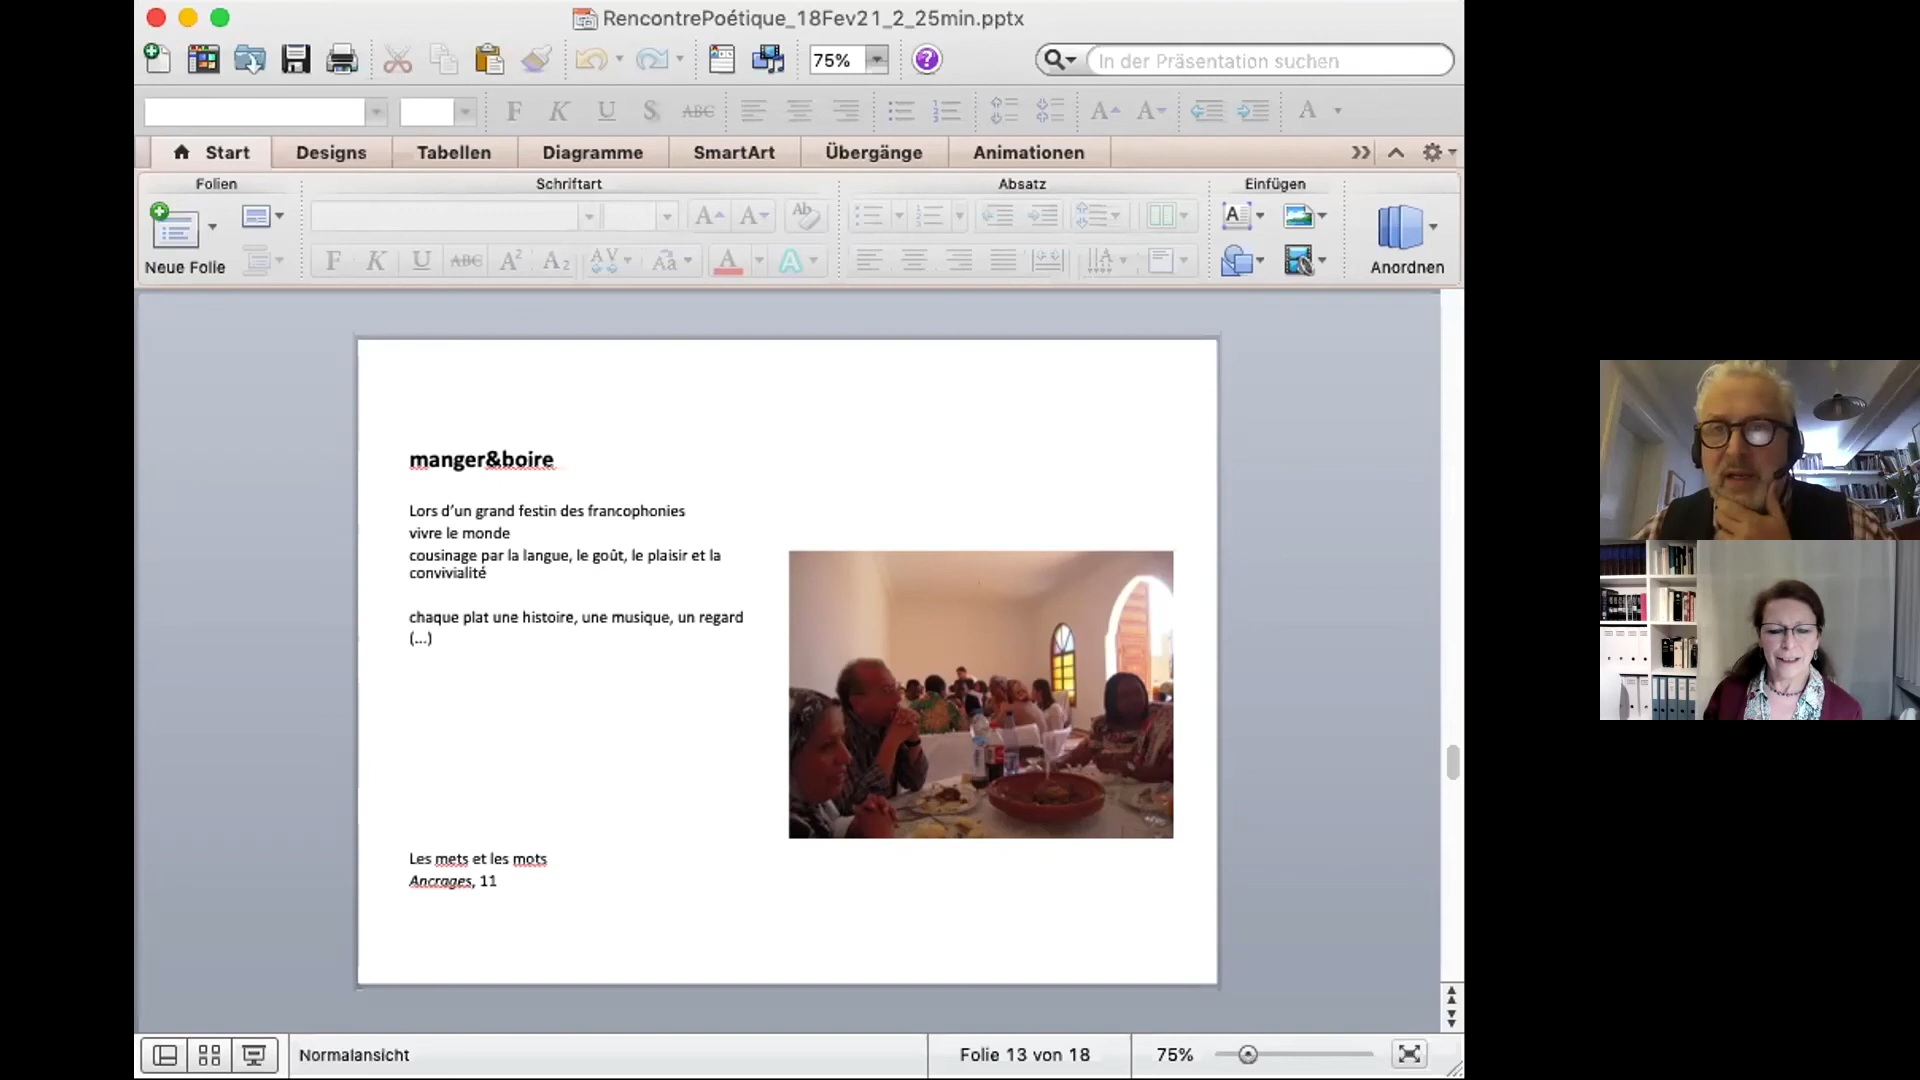 RencontrePoétique_18Fev21_2_25min.pptx
75%
In der Präsentation suchen
F K U S ABC
Start Designs Tabellen Diagramme SmartArt Übergänge Animationen
Folien Schriftart Absatz Einfügen
Neue Folie
Anordnen
manger&boire
Lors d’un grand festin des francophonies
vivre le monde
cousinage par la langue, le goût, le plaisir et la
convivialité
chaque plat une histoire, une musique, un regard
(...)
Les mets et les mots
Ancrages, 11
Normalansicht Folie 13 von 18 75%